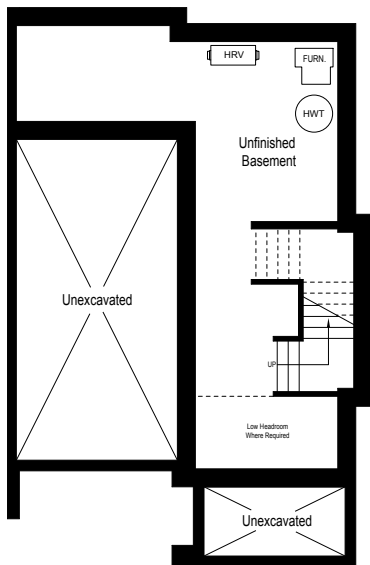 HRV
FURN.
HWT
Unfinished
Basement
Unexcavated
UP
Low Headroom
Where Required
Unexcavated